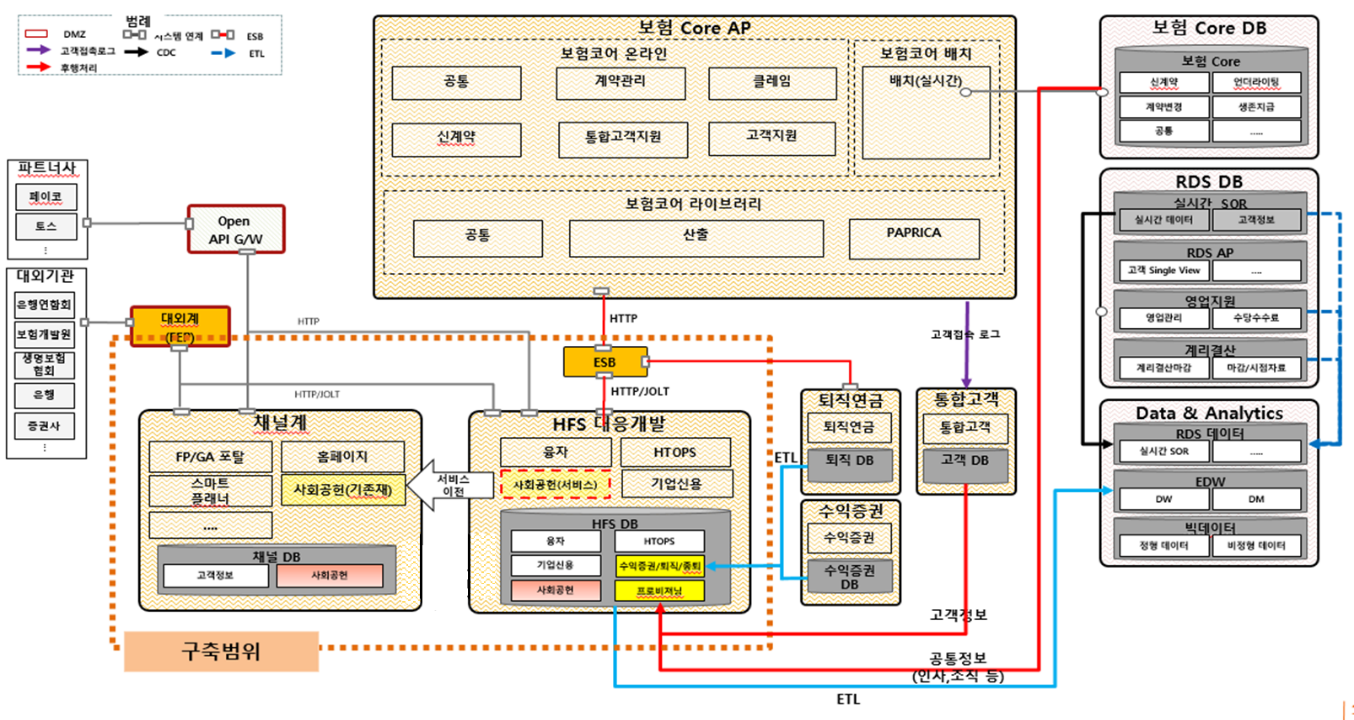 범례
DMZ
시스템 연계
ESB
고객접촉로그
CDC
ETL
후행처리
보험 Core AP
보험코어 온라인
공통
계약관리
클레임
신계약
통합고객지원
고객지원
보험코어 배치
배치(실시간)
보험코어 라이브러리
공통
산출
PAPRICA
보험 Core DB
보험 Core
신계약
언더라이팅
계약변경
생존지급
공통
.....
RDS DB
실시간 SOR
실시간 데이터
고객정보
RDS AP
고객 Single View
....
영업지원
영업관리
수당수수료
계리결산
계리결산마감
마감/시점자료
Data & Analytics
RDS 데이터
실시간 SOR
.....
EDW
DW
DM
빅데이터
정형 데이터
비정형 데이터
파트너사
페이코
토스
⋮
대외기관
은행연합회
보험개발원
생명보험
협회
은행
증권사
⋮
Open
API G/W
대외계
(FEP)
HTTP
HTTP/JOLT
HTTP
ESB
HTTP/JOLT
고객접속 로그
채널계
FP/GA 포탈
홈페이지
스마트
플래너
사회공헌(기존재)
....
채널 DB
고객정보
사회공헌
서비스
이전
HFS 대응개발
융자
HTOPS
사회공헌(서비스)
기업신용
HFS DB
융자
HTOPS
기업신용
수익증권/퇴직/중퇴
사회공헌
프로비져닝
퇴직연금
퇴직연금
퇴직 DB
ETL
통합고객
통합고객
고객 DB
수익증권
수익증권
수익증권
DB
고객정보
공통정보
(인사,조직 등)
ETL
구축범위